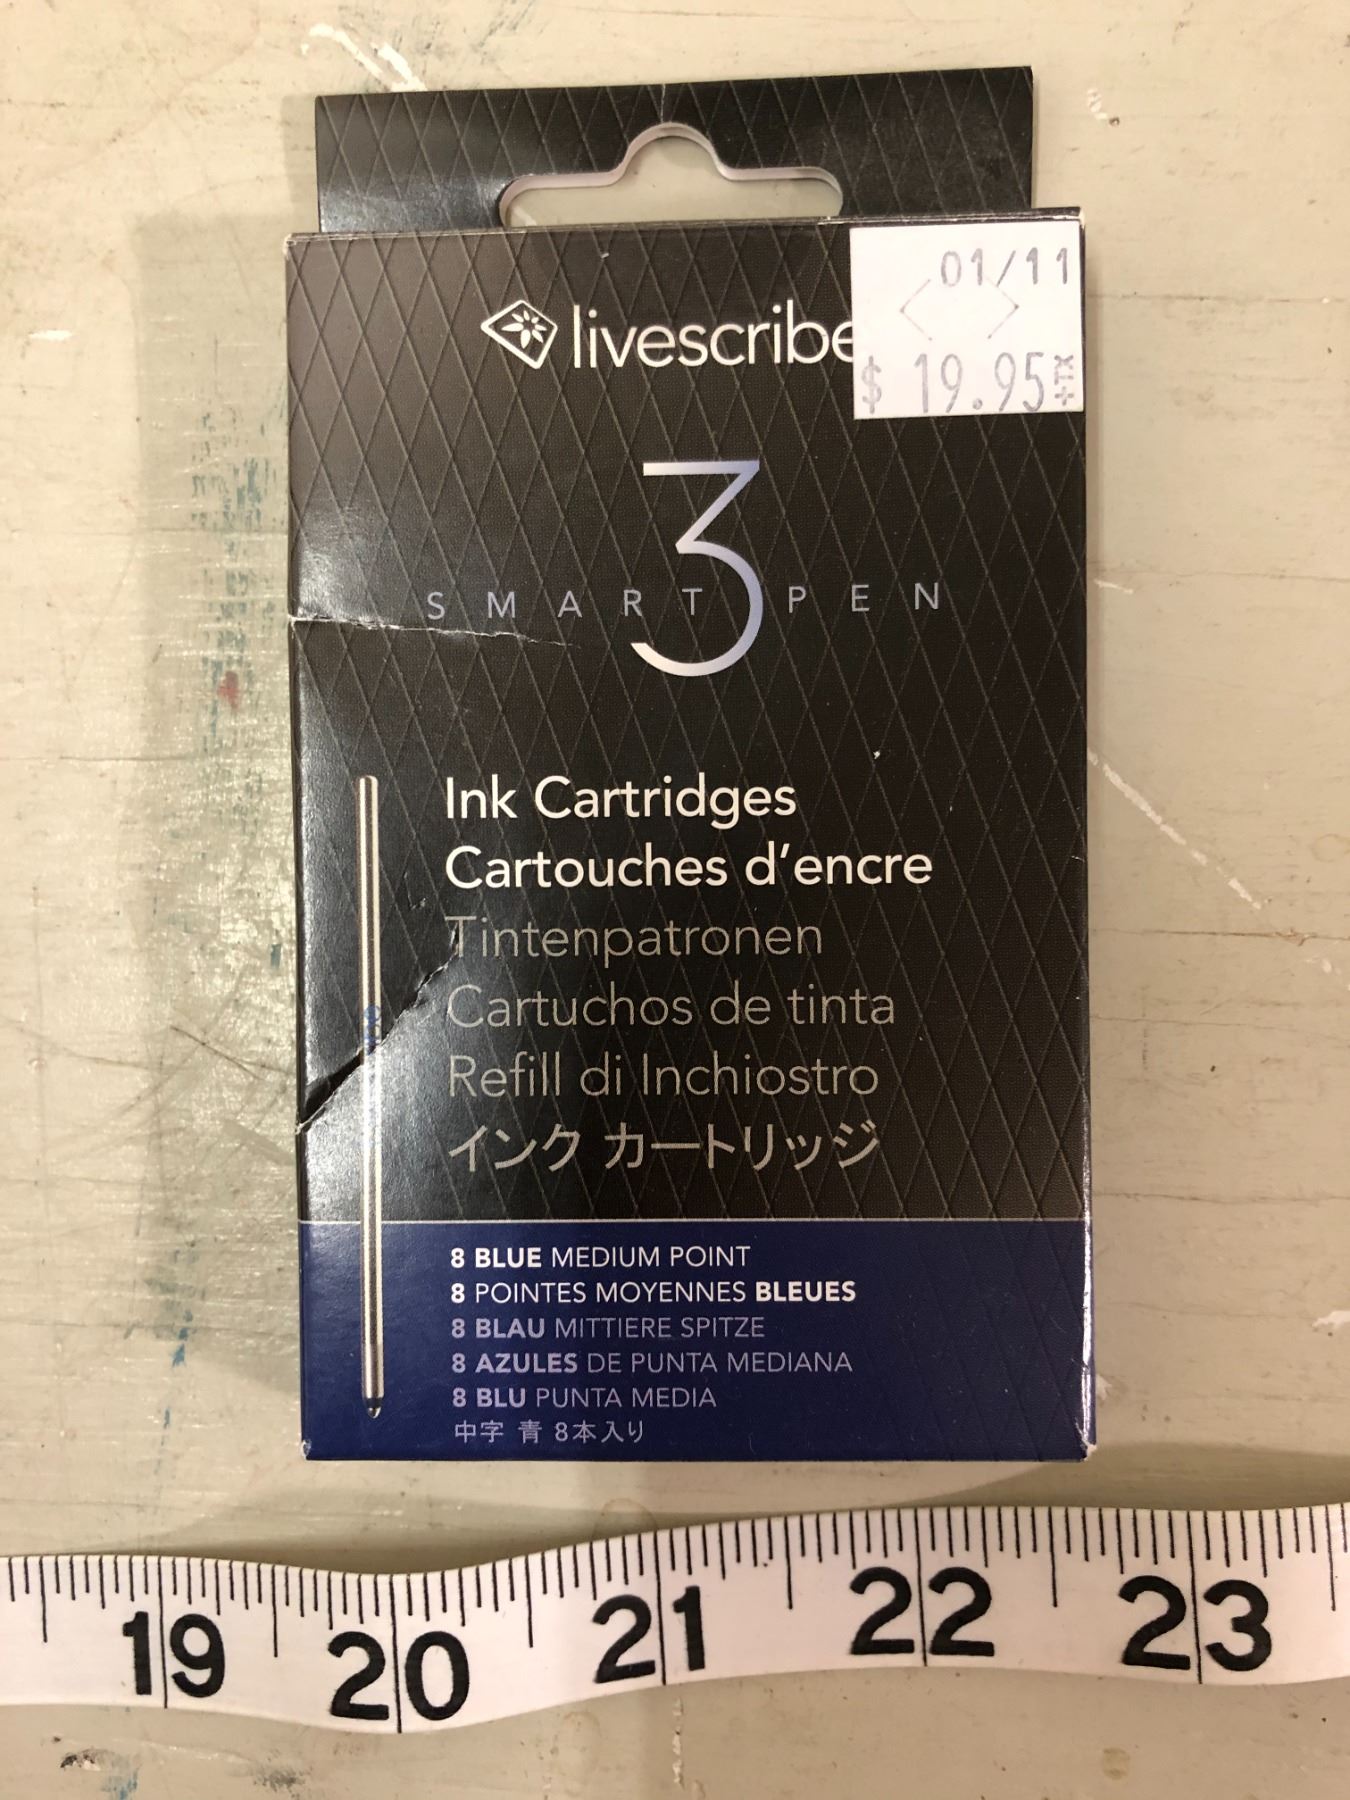 01/11
livescribe
$ 19.95 +TX
3
SMART PEN
Ink Cartridges
Cartouches d'encre
Tintenpatronen
Cartuchos de tinta
Refill di Inchiostro
インク カートリッジ
8 BLUE MEDIUM POINT
8 POINTES MOYENNES BLEUES
8 BLAU MITTIERE SPITZE
8 AZULES DE PUNTA MEDIANA
8 BLU PUNTA MEDIA
中字 青 8本入り
19 20 21 22 23